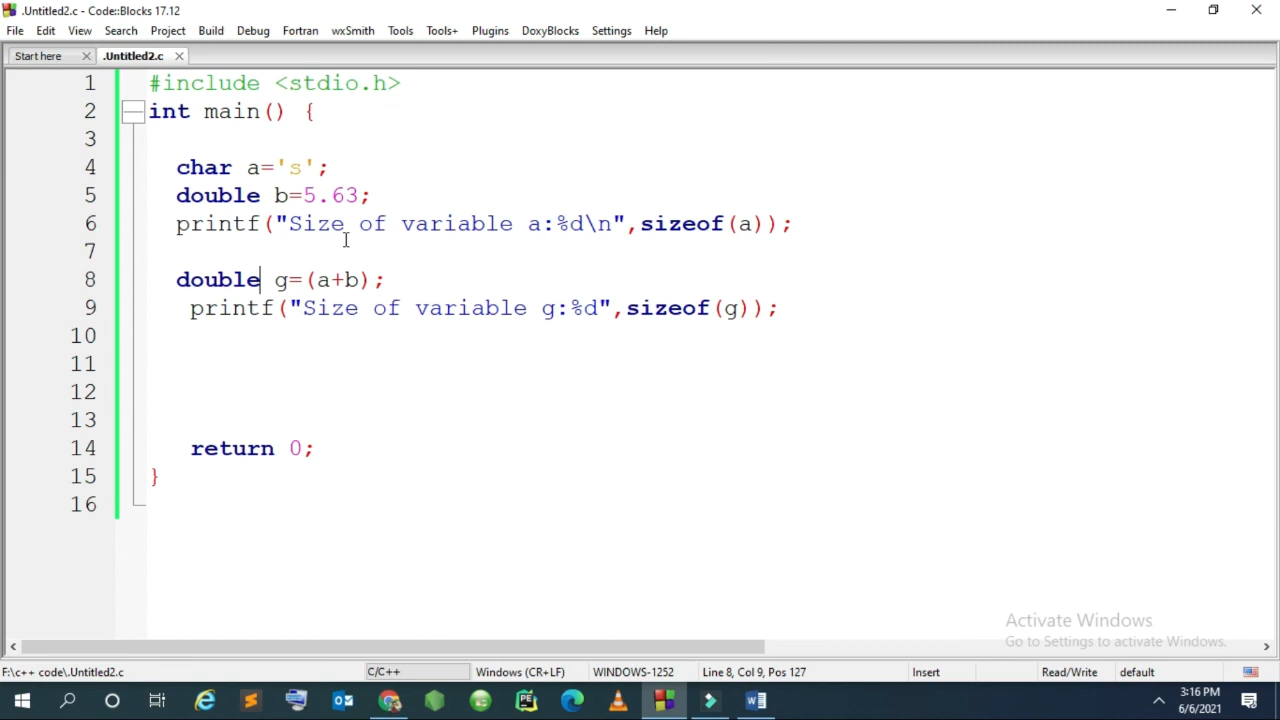 .Untitled2.c - Code::Blocks 17.12
File Edit View Search Project Build Debug Fortran wxSmith Tools Tools+ Plugins DoxyBlocks Settings Help
Start here .Untitled2.c
1 #include <stdio.h>
2 int main() {
3
4 char a='s';
5 double b=5.63;
6 printf("Size of variable a:%d\n",sizeof(a));
7
8 double g=(a+b);
9 printf("Size of variable g:%d",sizeof(g));
10
11
12
13
14 return 0;
15 }
16
Activate Windows
Go to Settings to activate Windows.
F:\c++ code\.Untitled2.c C/C++ Windows (CR+LF) WINDOWS-1252 Line 8, Col 9, Pos 127 Insert Read/Write default
3:16 PM
6/6/2021